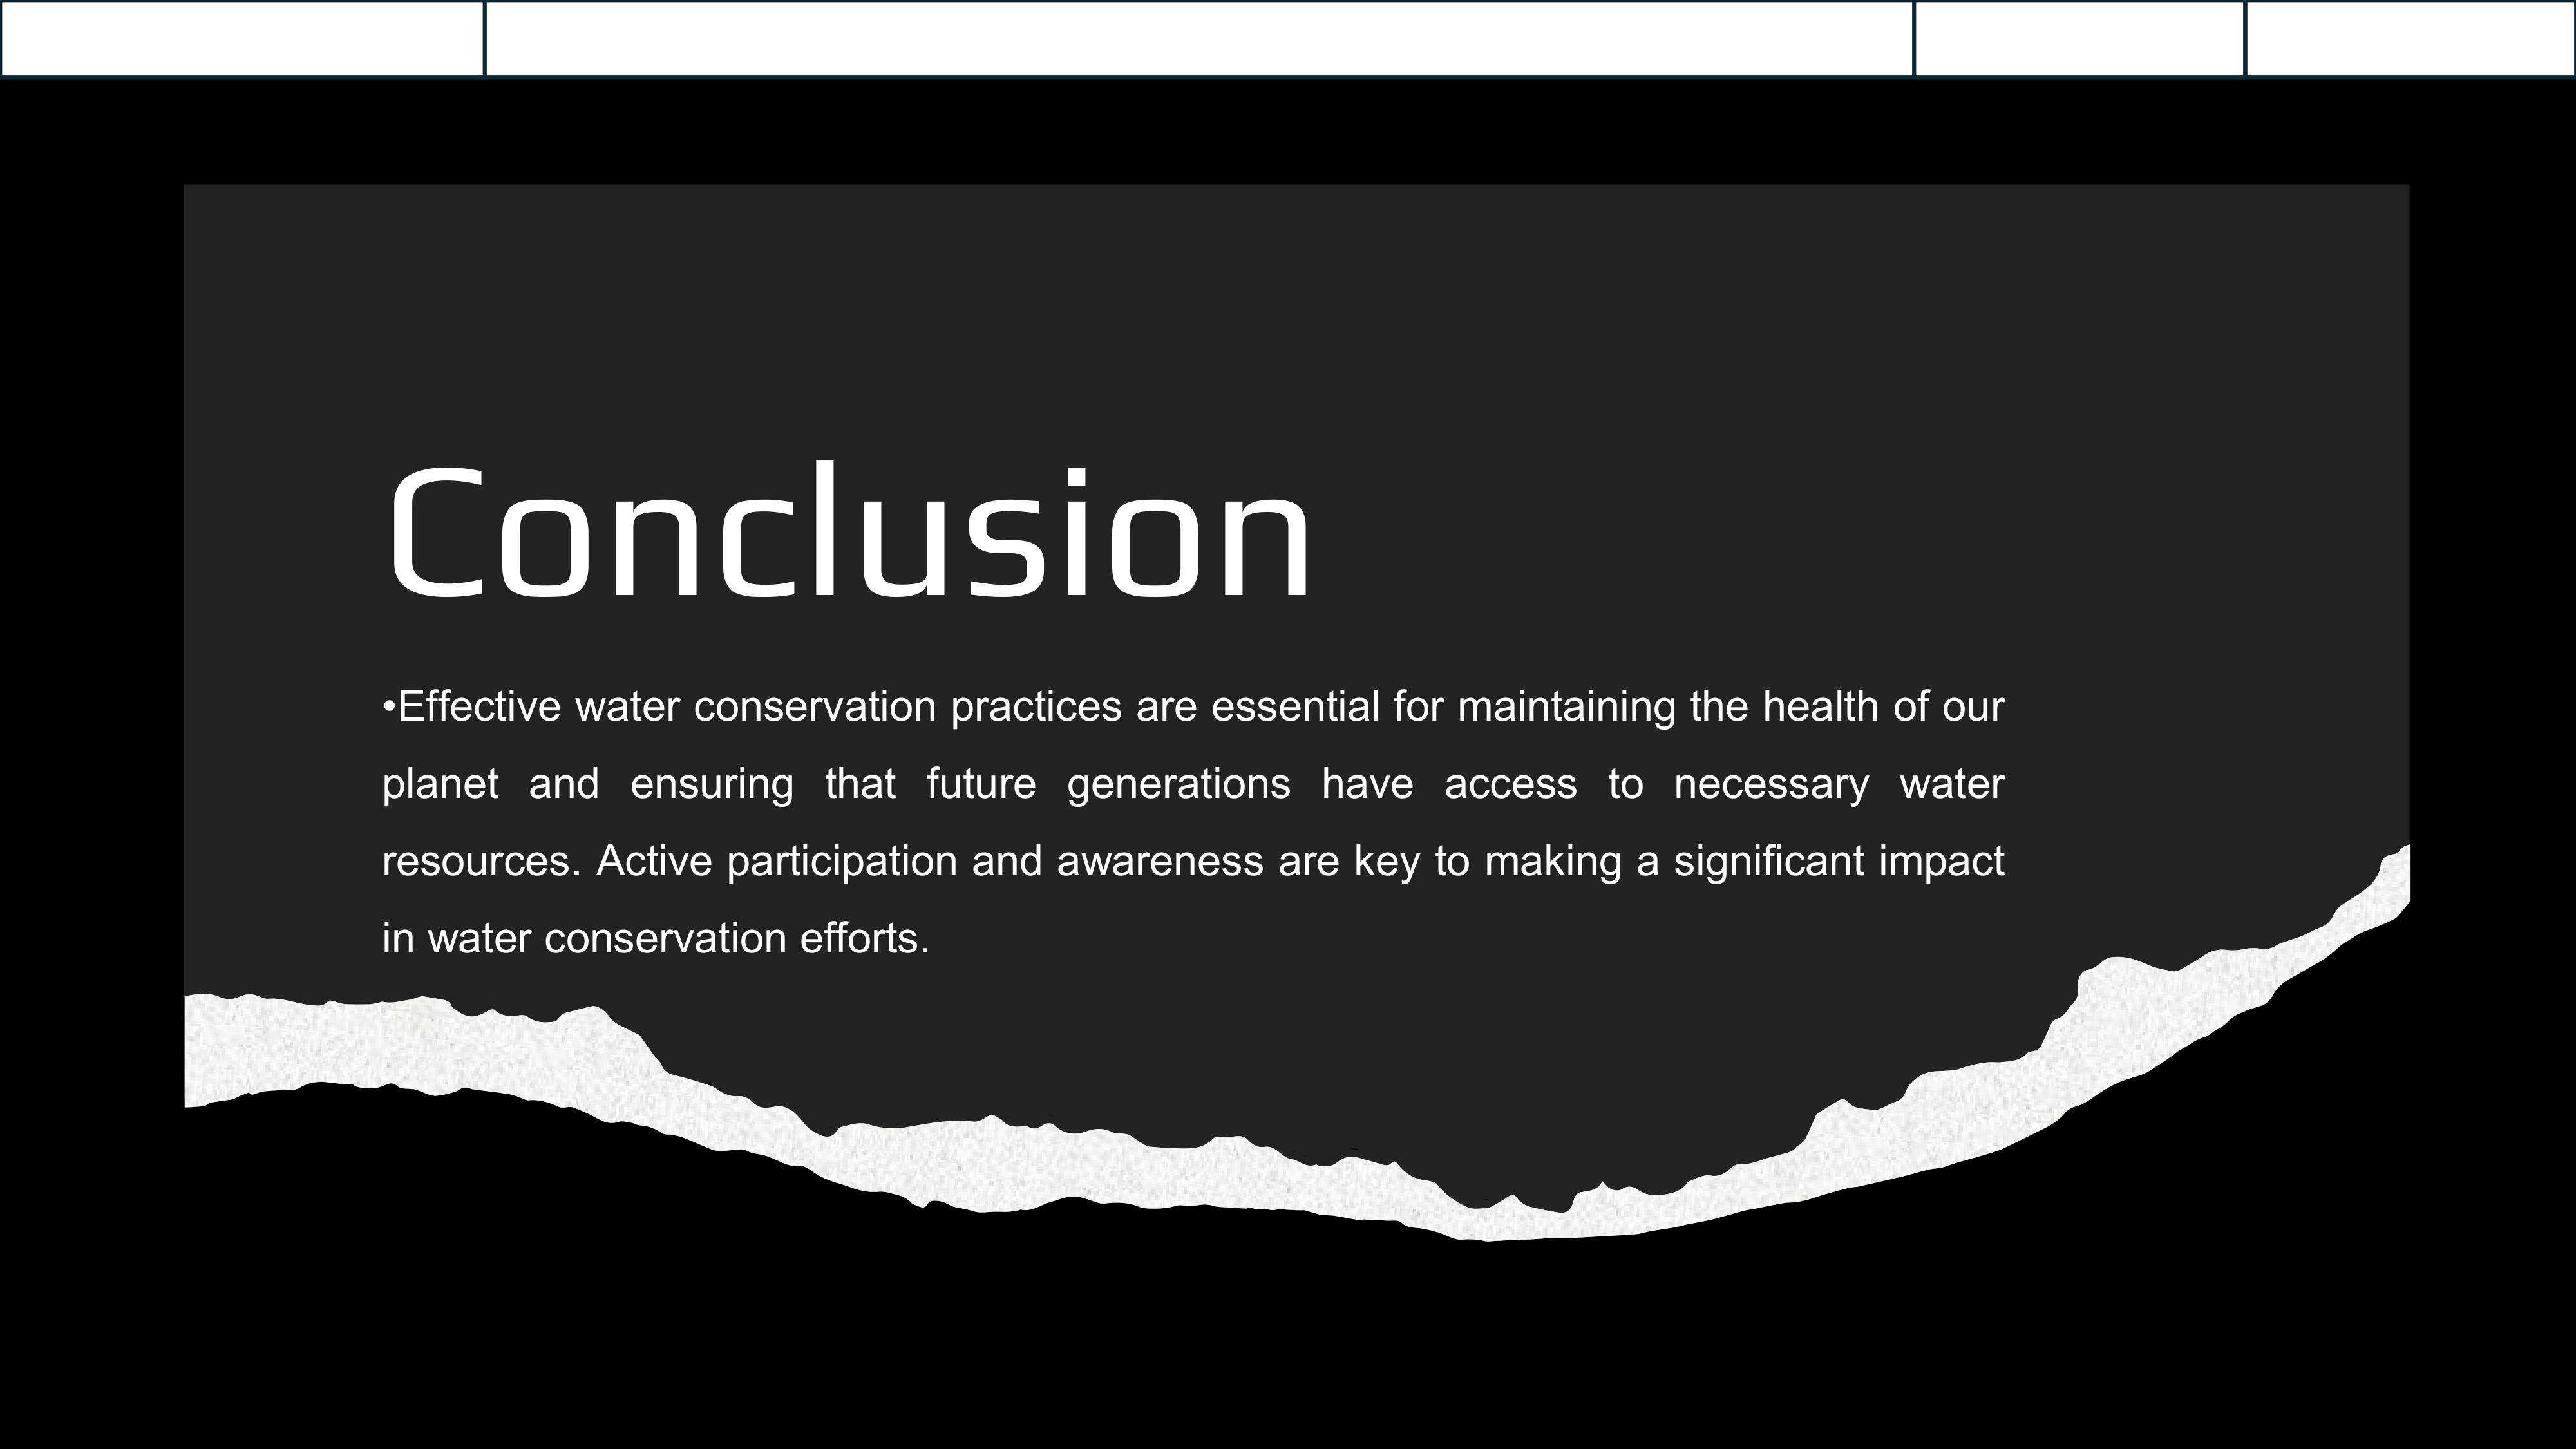 Conclusion
•Effective water conservation practices are essential for maintaining the health of our
planet and ensuring that future generations have access to necessary water
resources. Active participation and awareness are key to making a significant impact
in water conservation efforts.